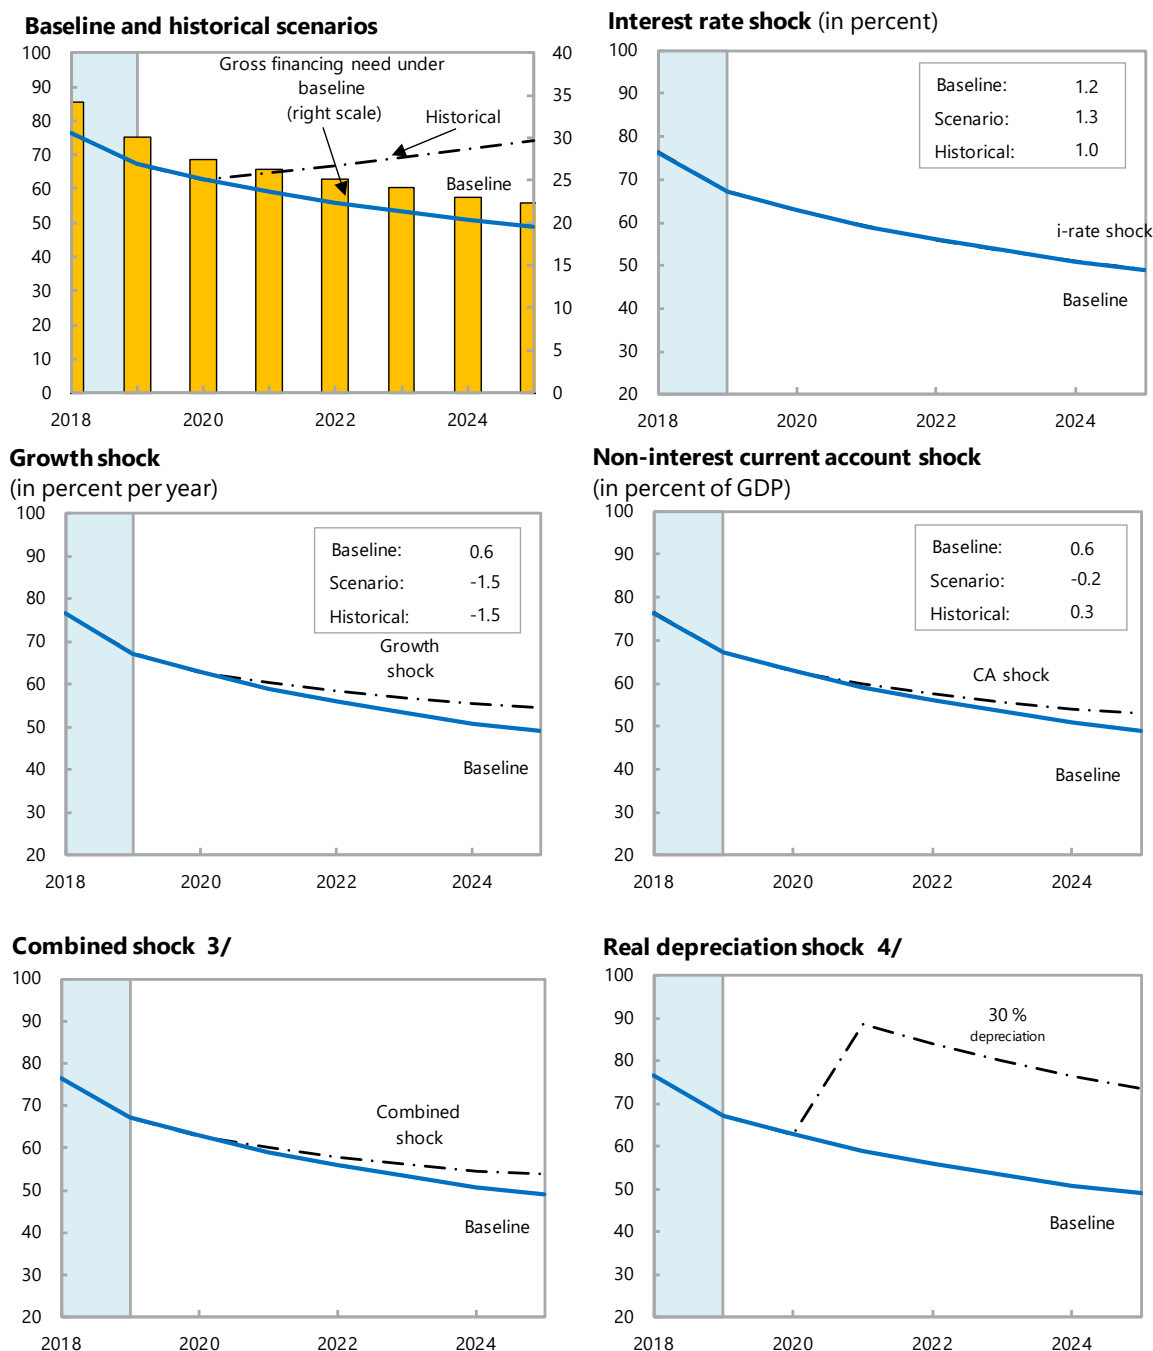 Baseline and historical scenarios
100
90
80
70
60
50
40
30
20
10
0
40
35
30
25
20
15
10
5
0
Gross financing need under
baseline
(right scale)
Historical
Baseline
2018 2020 2022 2024
Interest rate shock (in percent)
100
90
80
70
60
50
40
30
20
Baseline: 1.2
Scenario: 1.3
Historical: 1.0
i-rate shock
Baseline
2018 2020 2022 2024
Growth shock
(in percent per year)
100
90
80
70
60
50
40
30
20
Baseline: 0.6
Scenario: -1.5
Historical: -1.5
Growth
shock
Baseline
2018 2020 2022 2024
Non-interest current account shock
(in percent of GDP)
100
90
80
70
60
50
40
30
20
Baseline: 0.6
Scenario: -0.2
Historical: 0.3
CA shock
Baseline
2018 2020 2022 2024
Combined shock 3/
100
90
80
70
60
50
40
30
20
Combined
shock
Baseline
2018 2020 2022 2024
Real depreciation shock 4/
100
90
80
70
60
50
40
30
20
30 %
depreciation
Baseline
2018 2020 2022 2024